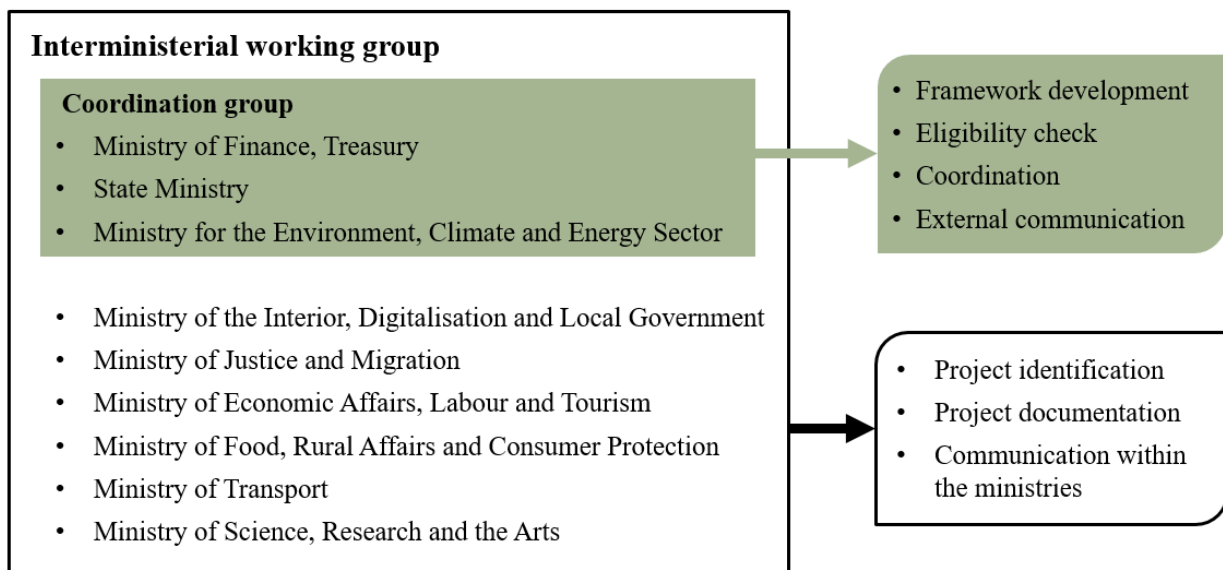 Interministerial working group
Coordination group
• Ministry of Finance, Treasury
• State Ministry
• Ministry for the Environment, Climate and Energy Sector
• Ministry of the Interior, Digitalisation and Local Government
• Ministry of Justice and Migration
• Ministry of Economic Affairs, Labour and Tourism
• Ministry of Food, Rural Affairs and Consumer Protection
• Ministry of Transport
• Ministry of Science, Research and the Arts
• Framework development
• Eligibility check
• Coordination
• External communication
• Project identification
• Project documentation
• Communication within
the ministries